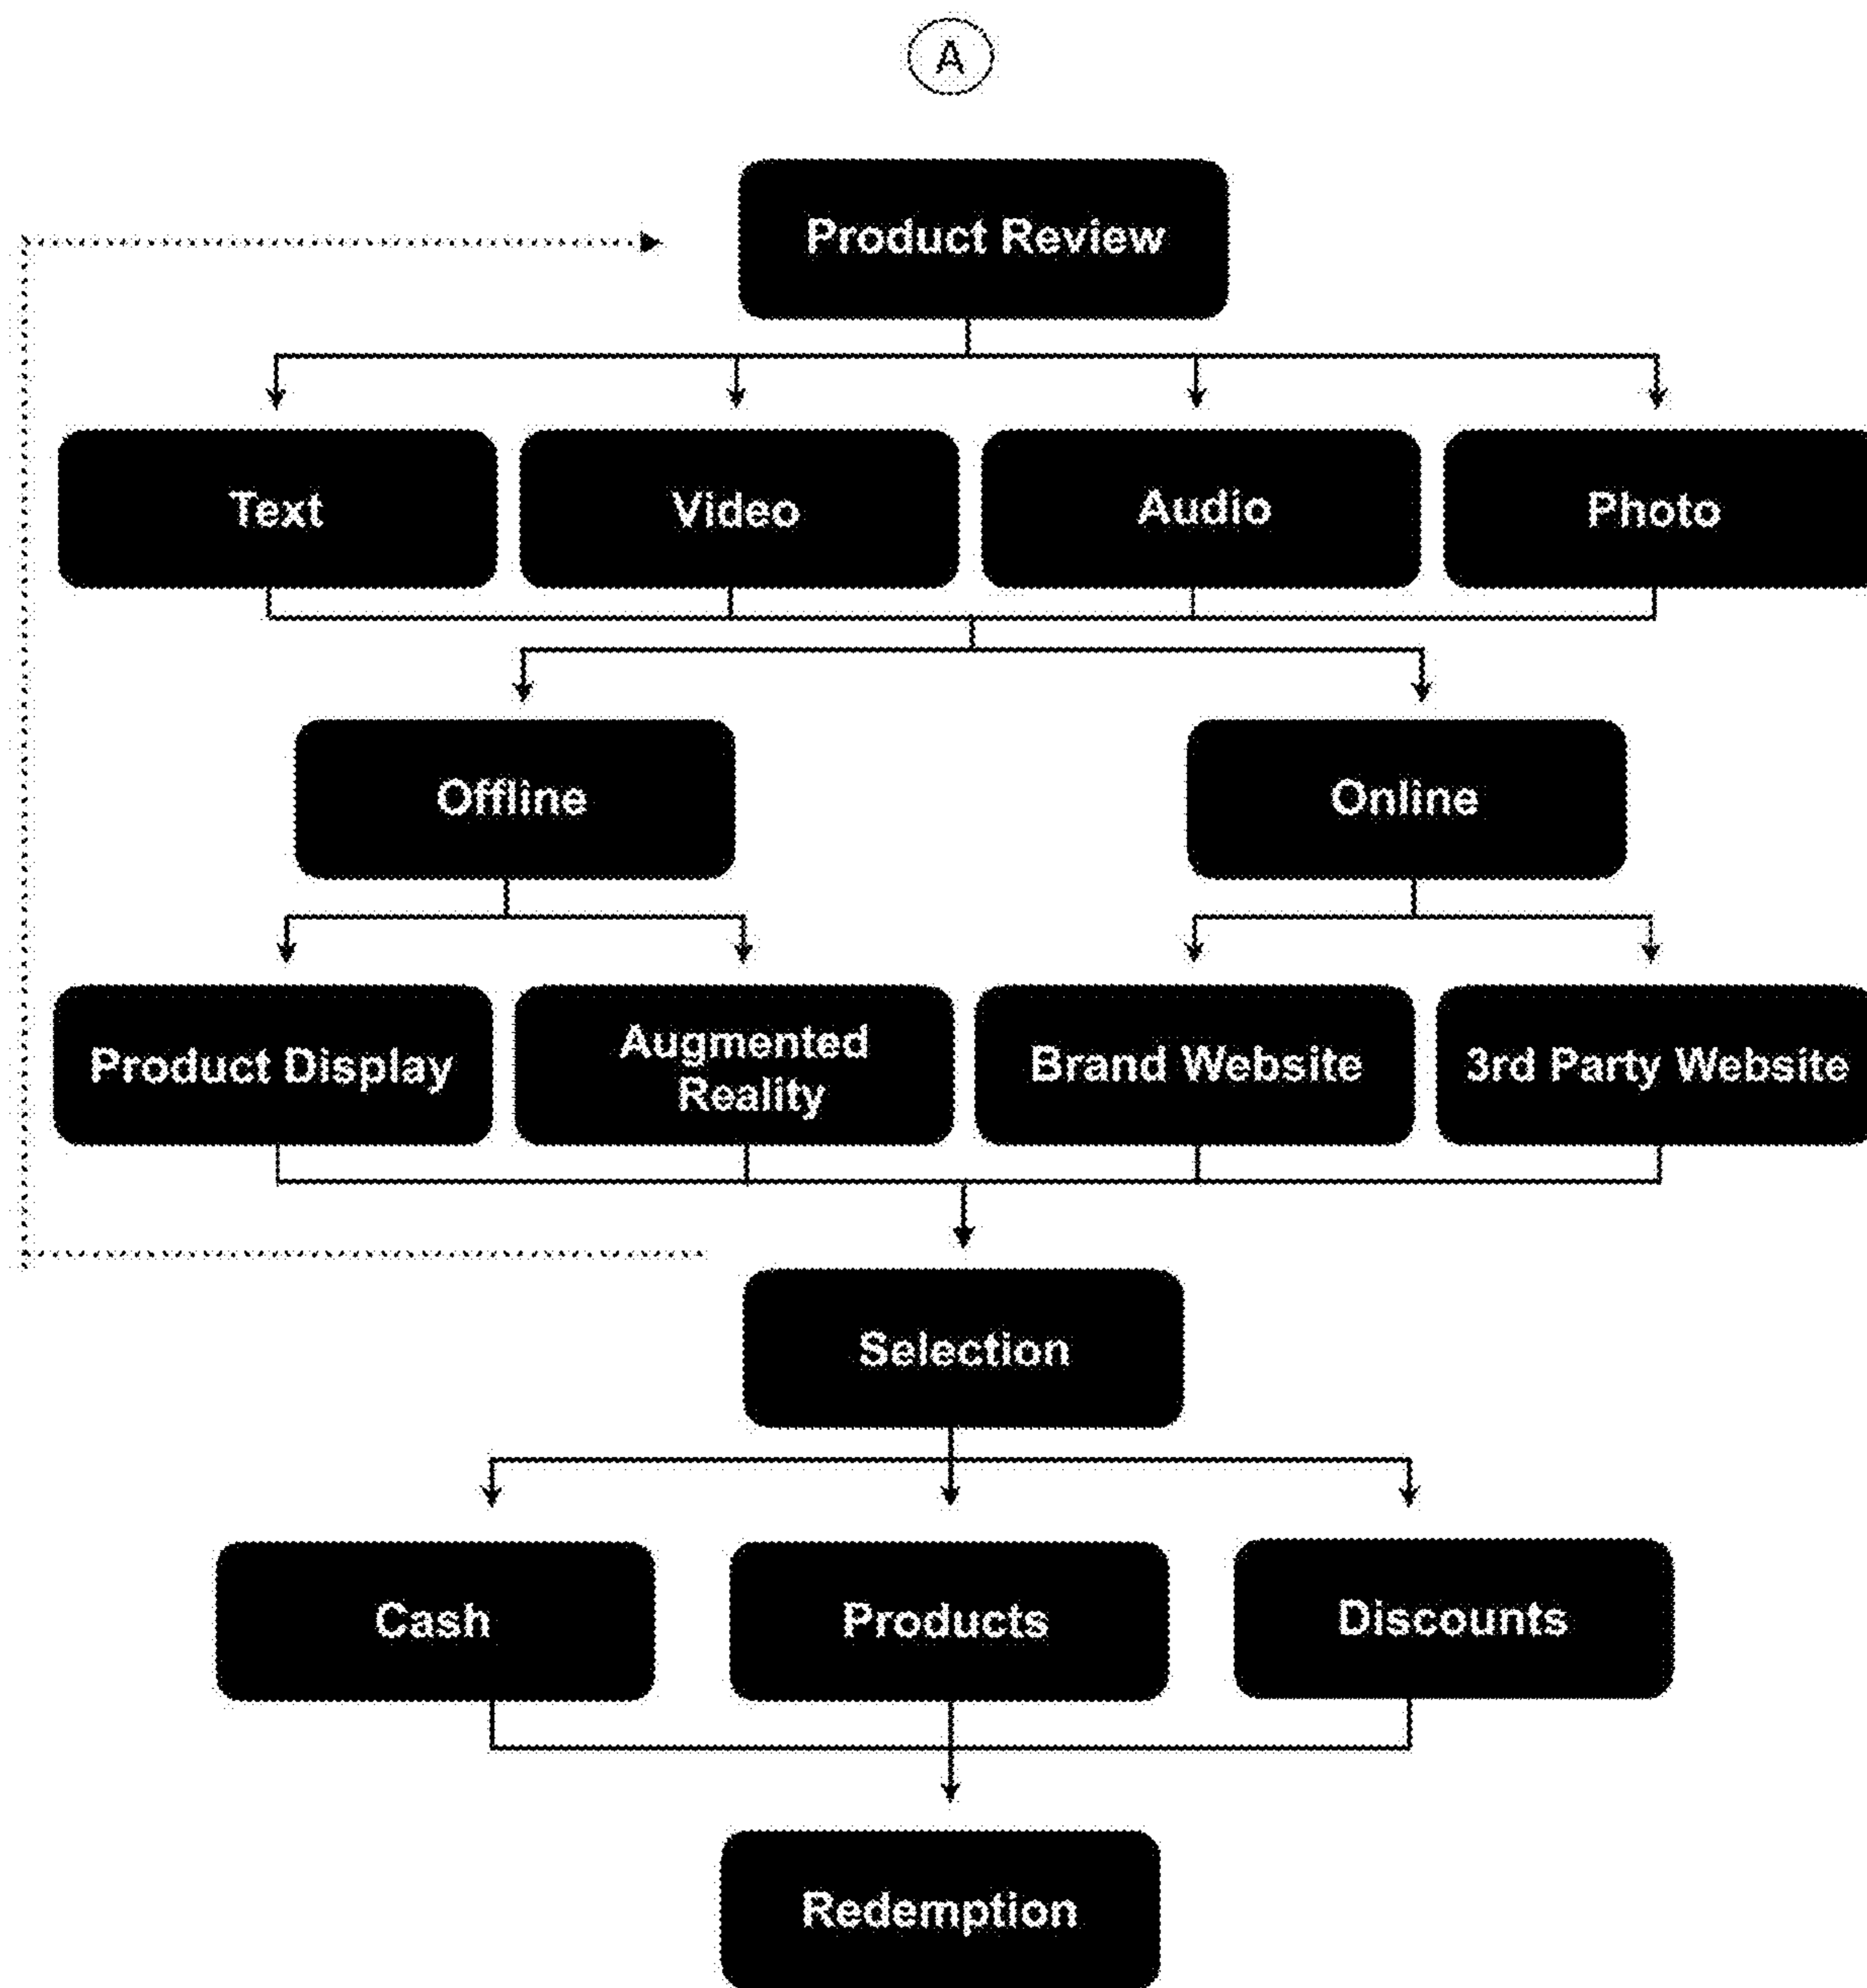 A
Product Review
Text
Video
Audio
Photo
Offline
Online
Product Display
Augmented
Reality
Brand Website
3rd Party Website
Selection
Cash
Products
Discounts
Redemption